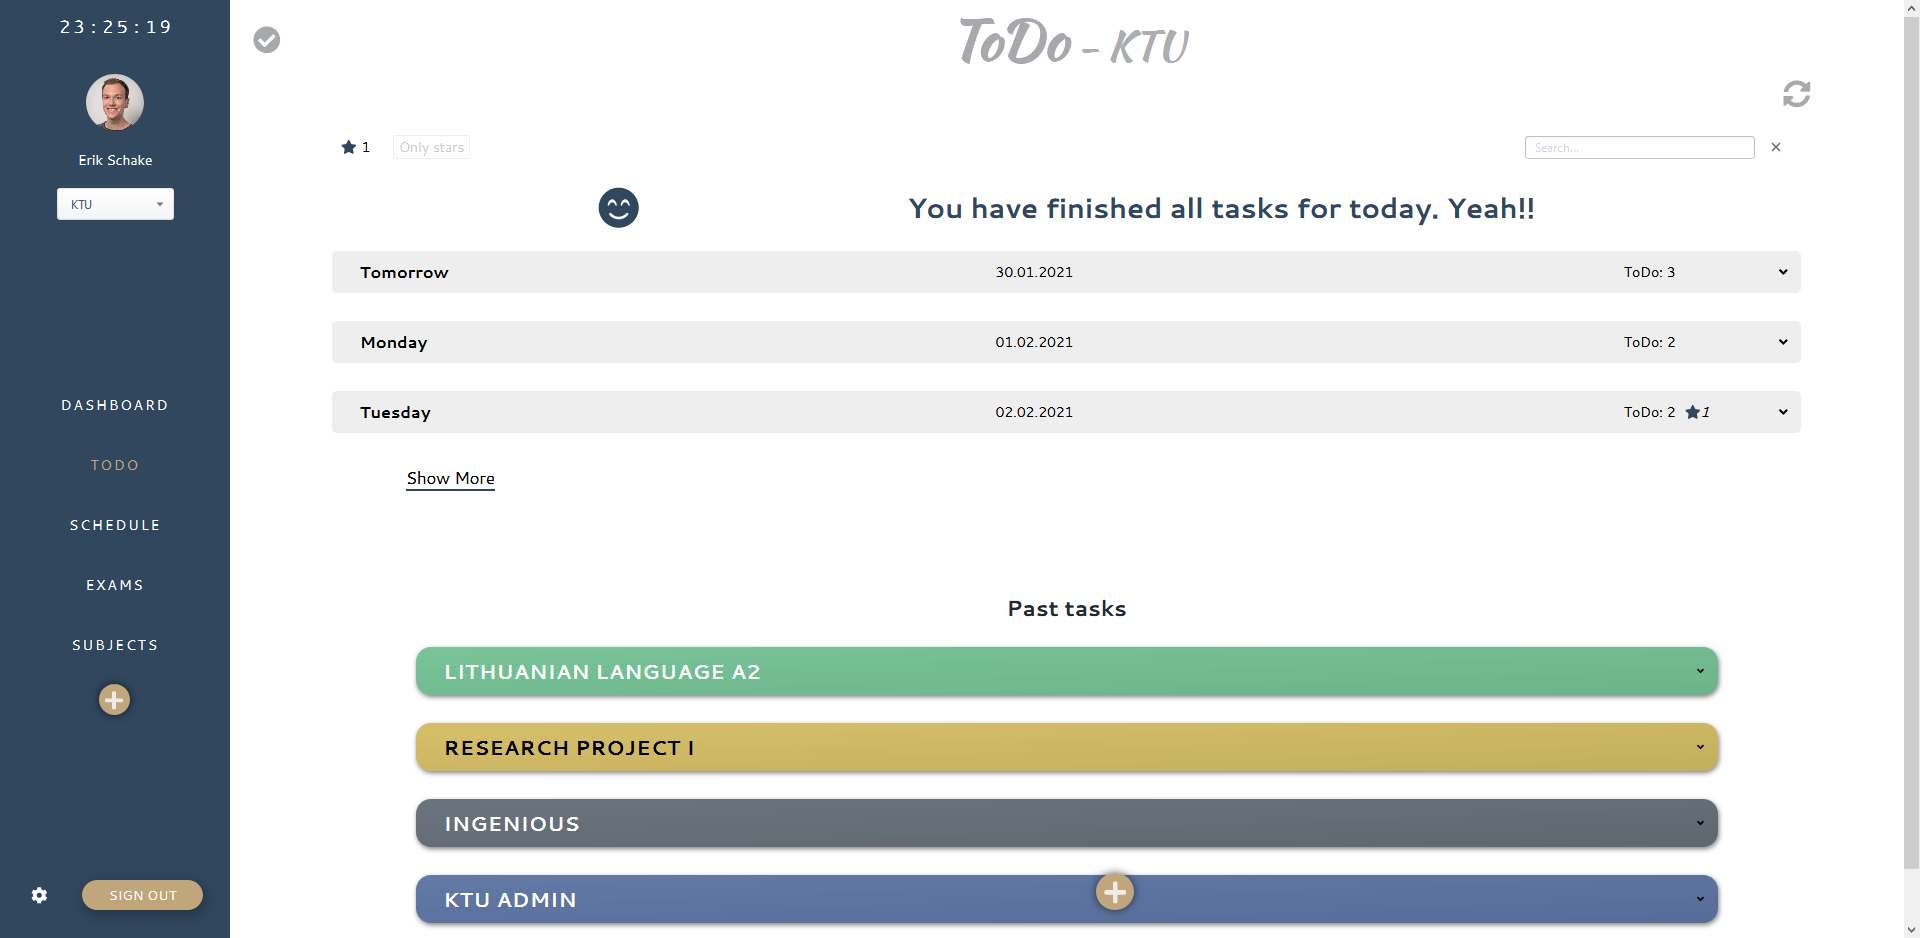 23:25:19
Erik Schake
KTU
DASHBOARD
TODO
SCHEDULE
EXAMS
SUBJECTS
SIGN OUT
ToDo - KTU
1 Only stars Search...
You have finished all tasks for today. Yeah!!
Tomorrow 30.01.2021 ToDo: 3
Monday 01.02.2021 ToDo: 2
Tuesday 02.02.2021 ToDo: 2 1
Show More
Past tasks
LITHUANIAN LANGUAGE A2
RESEARCH PROJECT I
INGENIOUS
KTU ADMIN